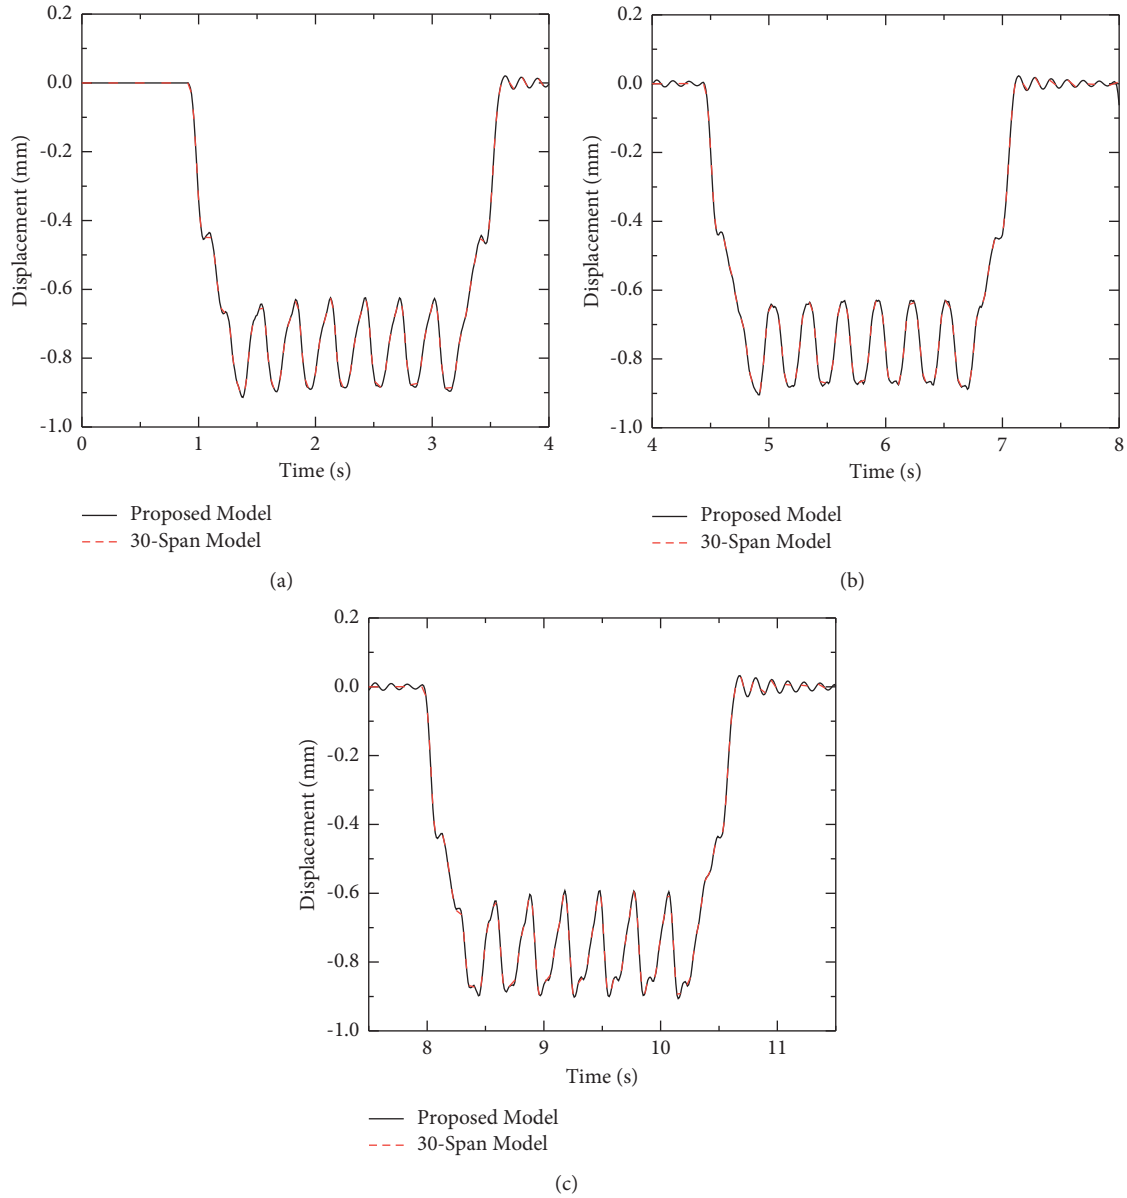 0.2
0.0
-0.2
-0.4
-0.6
-0.8
-1.0
Displacement (mm)
0 1 2 3 4
Time (s)
Proposed Model
30-Span Model
(a)
0.2
0.0
-0.2
-0.4
-0.6
-0.8
-1.0
Displacement (mm)
4 5 6 7 8
Time (s)
Proposed Model
30-Span Model
(b)
0.2
0.0
-0.2
-0.4
-0.6
-0.8
-1.0
Displacement (mm)
8 9 10 11
Time (s)
Proposed Model
30-Span Model
(c)